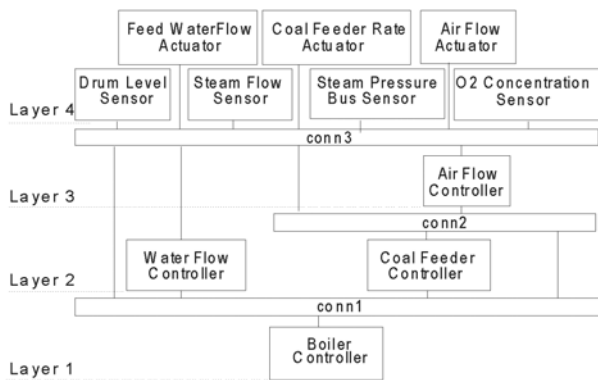 Feed WaterFlow
Actuator
Coal Feeder Rate
Actuator
Air Flow
Actuator
Drum Level
Sensor
Steam Flow
Sensor
Steam Pressure
Bus Sensor
O2 Concentration
Sensor
Layer 4
conn3
Air Flow
Controller
Layer 3
conn2
Water Flow
Controller
Coal Feeder
Controller
Layer 2
conn1
Boiler
Controller
Layer 1